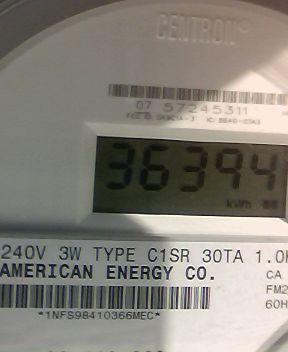 CENTRON®
07 57245311
36394
kWh
240V 3W TYPE C1SR 30TA 1.0
AMERICAN ENERGY CO.
CA
FM2
60H
*1NFS98410366MEC*